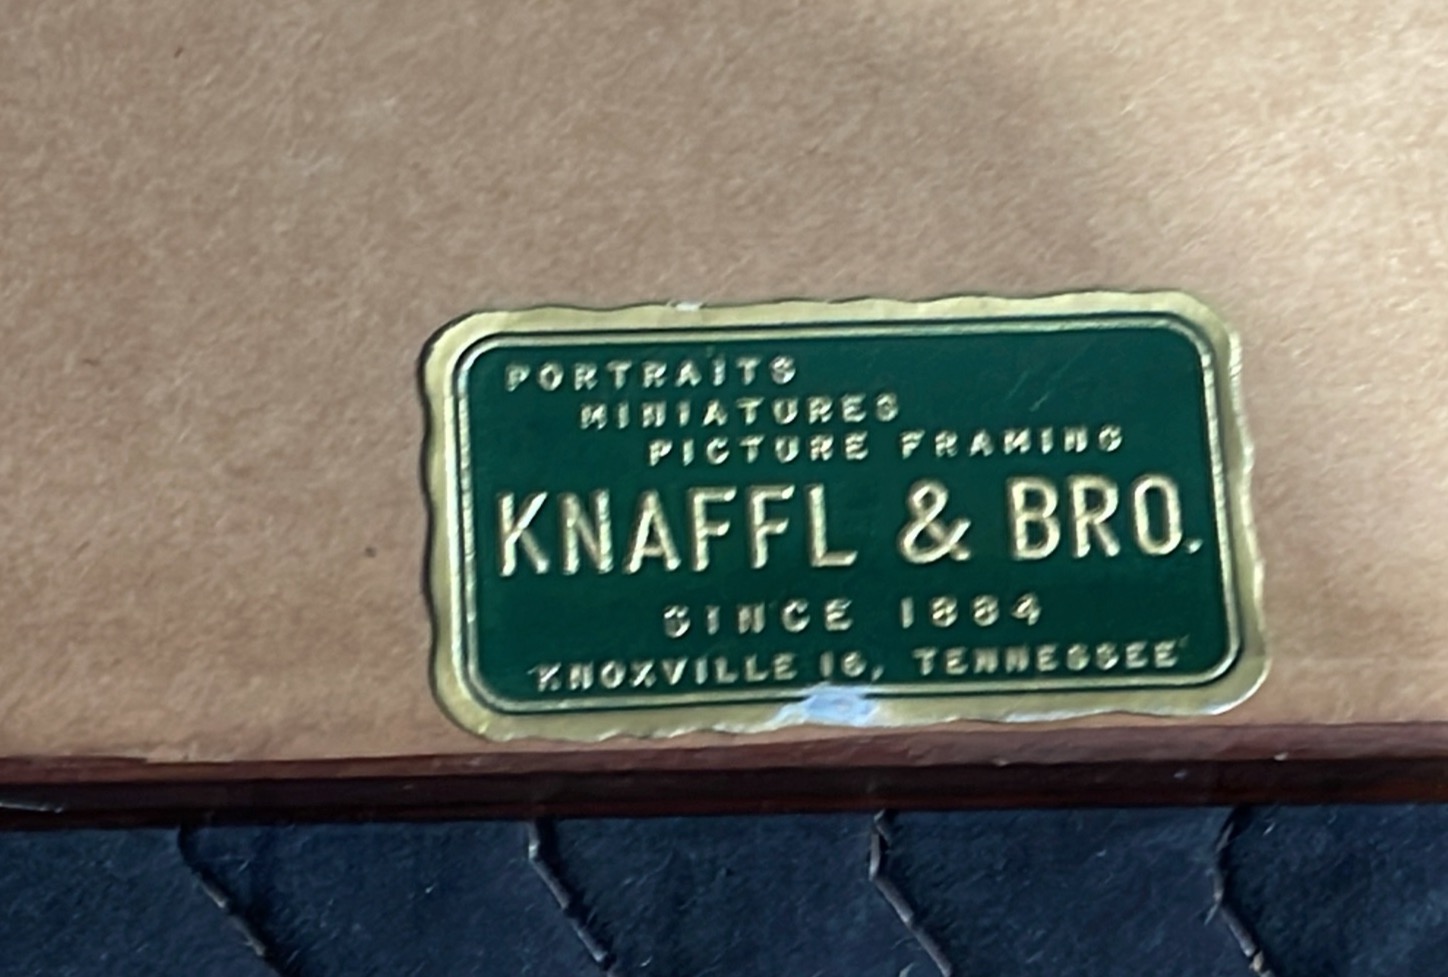 PORTRAITS
MINIATURES
PICTURE FRAMING
KNAFFL & BRO.
SINCE 1884
KNOXVILLE 16, TENNESSEE